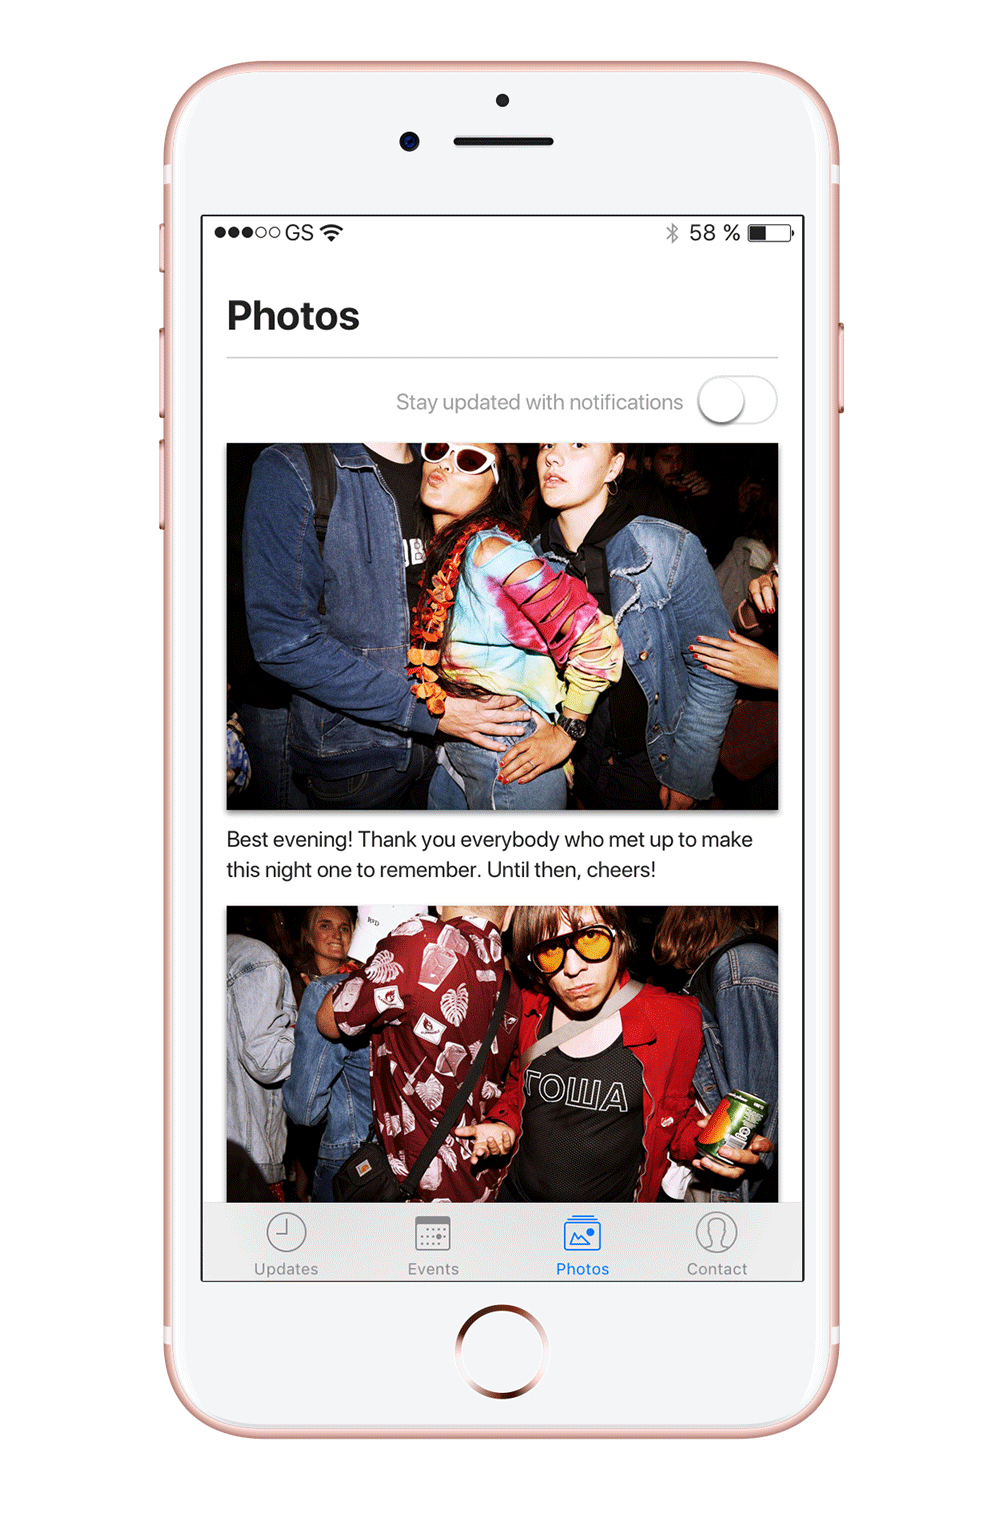 GS 58 %
Photos
Stay updated with notifications
Best evening! Thank you everybody who met up to make
this night one to remember. Until then, cheers!
ГОША
Updates Events Photos Contact